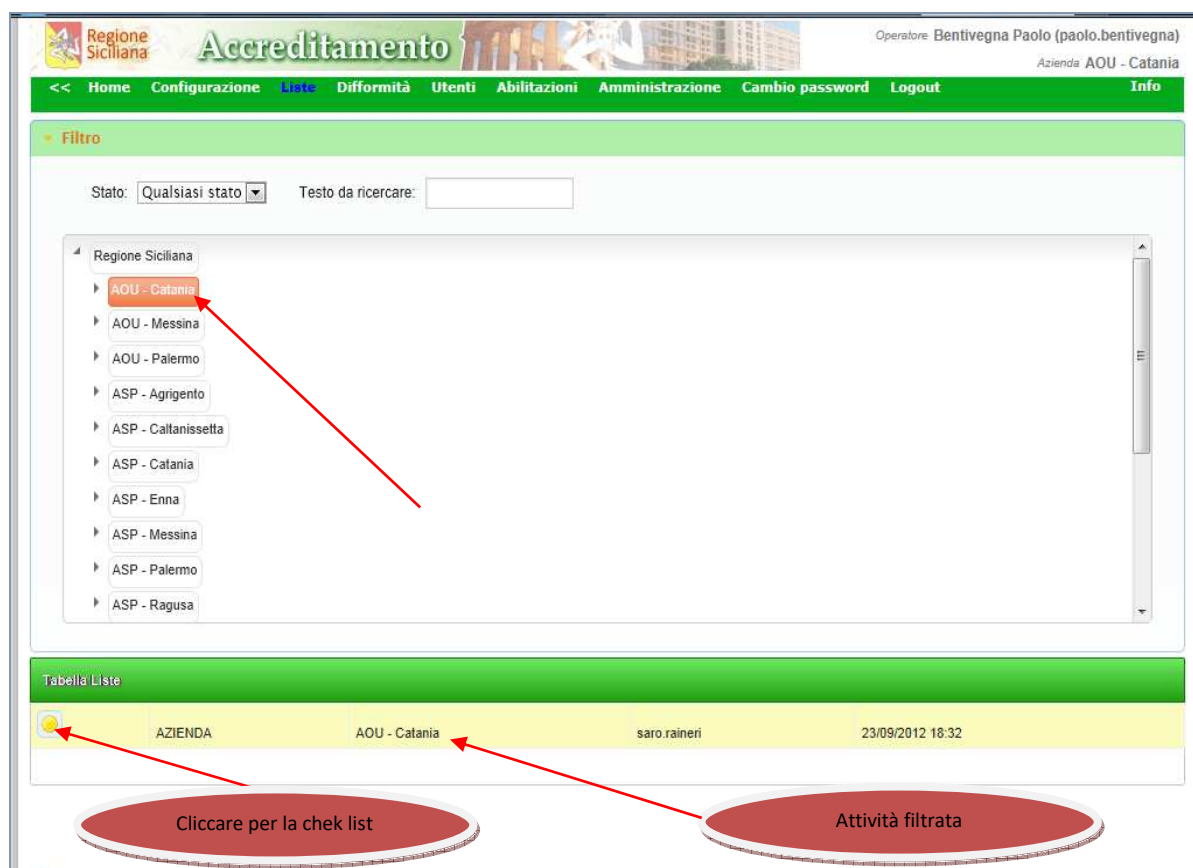 Regione
Siciliana
Accreditamento
Operatore Bentivegna Paolo (paolo.bentivegna)
Azienda AOU - Catania
<< Home Configurazione Liste Difformità Utenti Abilitazioni Amministrazione Cambio password Logout Info
Filtro
Stato: Qualsiasi stato Testo da ricercare:
Regione Siciliana
AOU - Catania
AOU - Messina
AOU - Palermo
ASP - Agrigento
ASP - Caltanissetta
ASP - Catania
ASP - Enna
ASP - Messina
ASP - Palermo
ASP - Ragusa
Tabella Liste
AZIENDA AOU - Catania saro.raineri 23/09/2012 18:32
Cliccare per la chek list
Attività filtrata